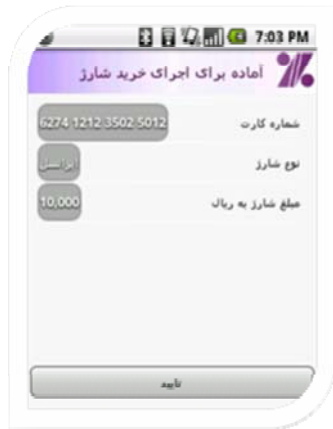 7:03 PM
آماده برای اجرای خرید شارژ
شماره کارت 6274 1212 3502 5012
نوع شارژ ایرانسل
مبلغ شارژ به ریال 10,000
تایید